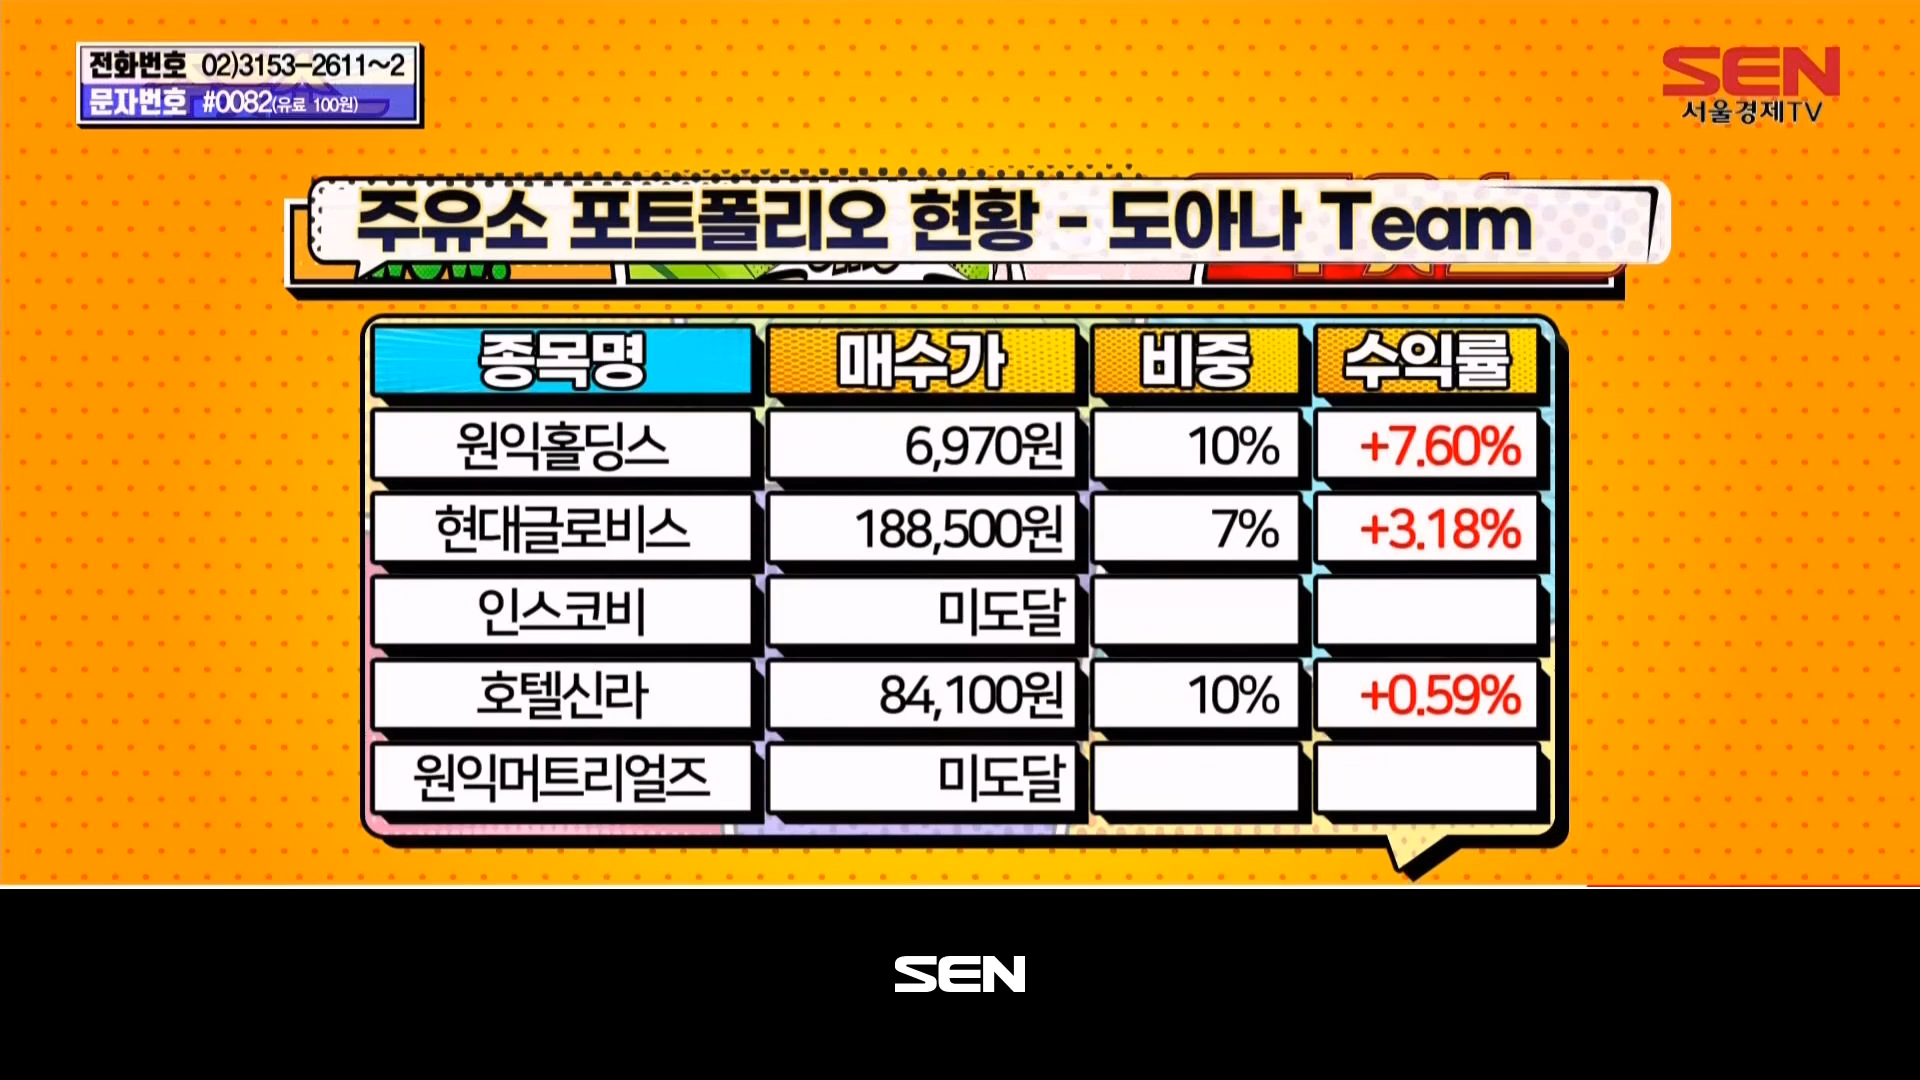 전화번호 02)3153-2611~2
문자번호 #0082(유료 100원)
SEN
서울경제TV
주유소 포트폴리오 현황 - 도아나 Team
종목명 매수가 비중 수익률
원익홀딩스 6,970원 10% +7.60%
현대글로비스 188,500원 7% +3.18%
인스코비 미도달
호텔신라 84,100원 10% +0.59%
원익머트리얼즈 미도달
SEN